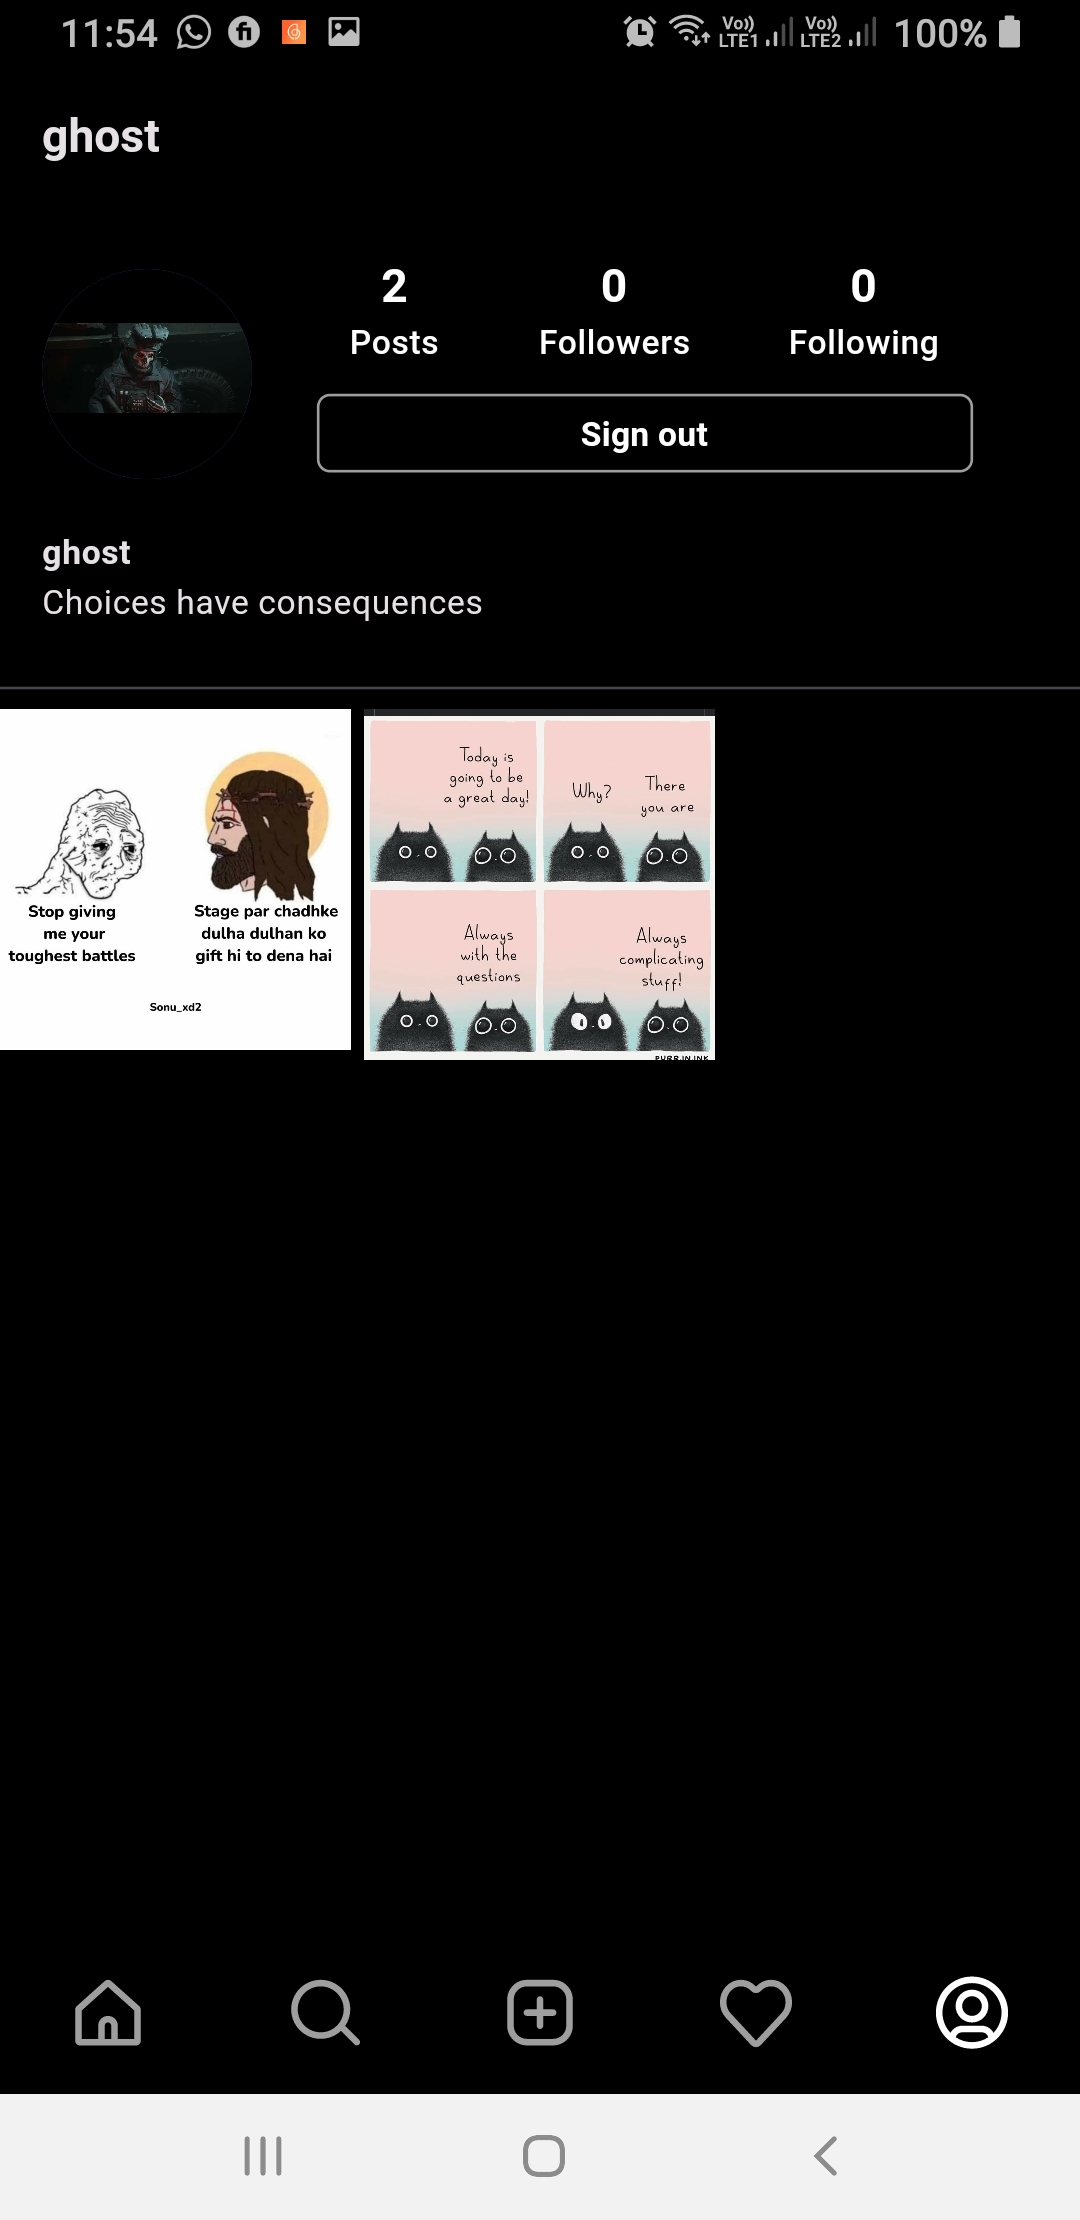 11:54
Vo)) LTE1
Vo)) LTE2
100%
ghost
2
Posts
0
Followers
0
Following
Sign out
ghost
Choices have consequences
Stop giving
me your
toughest battles
Stage par chadhke
dulha dulhan ko
gift hi to dena hai
Sonu_xd2
Today is
going to be
a great day!
Why?
There
you are
Always
with the
questions
Always
complicating
stuff!
PURR.IN.INK